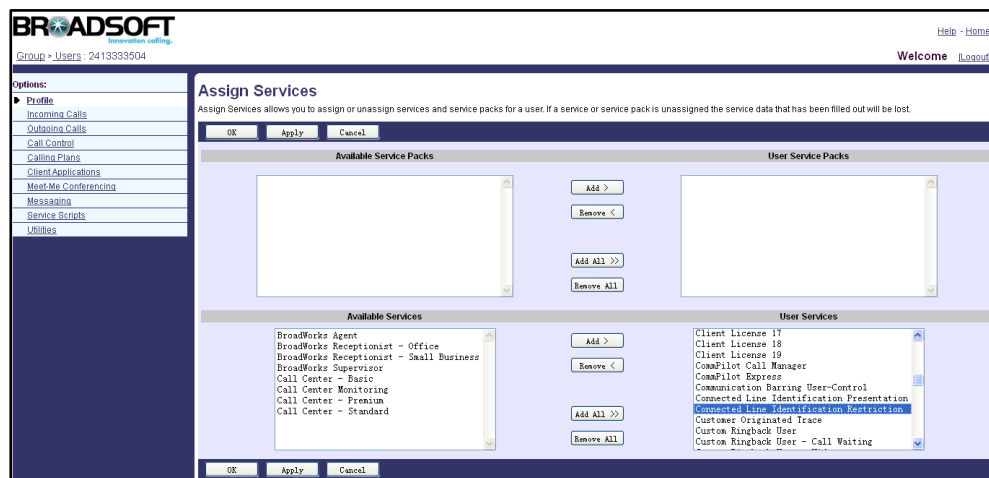 BROADSOFT
Innovation calling.
Help - Home
Group > Users : 2413333504
Welcome [Logout]
Options:
Profile
Incoming Calls
Outgoing Calls
Call Control
Calling Plans
Client Applications
Meet-Me Conferencing
Messaging
Service Scripts
Utilities
Assign Services
Assign Services allows you to assign or unassign services and service packs for a user. If a service or service pack is unassigned the service data that has been filled out will be lost.
OK Apply Cancel
Available Service Packs
User Service Packs
Add >
Remove <
Add All >>
Remove All
Available Services
User Services
BroadWorks Agent
BroadWorks Receptionist - Office
BroadWorks Receptionist - Small Business
BroadWorks Supervisor
Call Center - Basic
Call Center Monitoring
Call Center - Premium
Call Center - Standard
Add >
Remove <
Add All >>
Remove All
Client License 17
Client License 18
Client License 19
CommPilot Call Manager
CommPilot Express
Communication Barring User-Control
Connected Line Identification Presentation
Connected Line Identification Restriction
Customer Originated Trace
Custom Ringback User
Custom Ringback User - Call Waiting
OK Apply Cancel